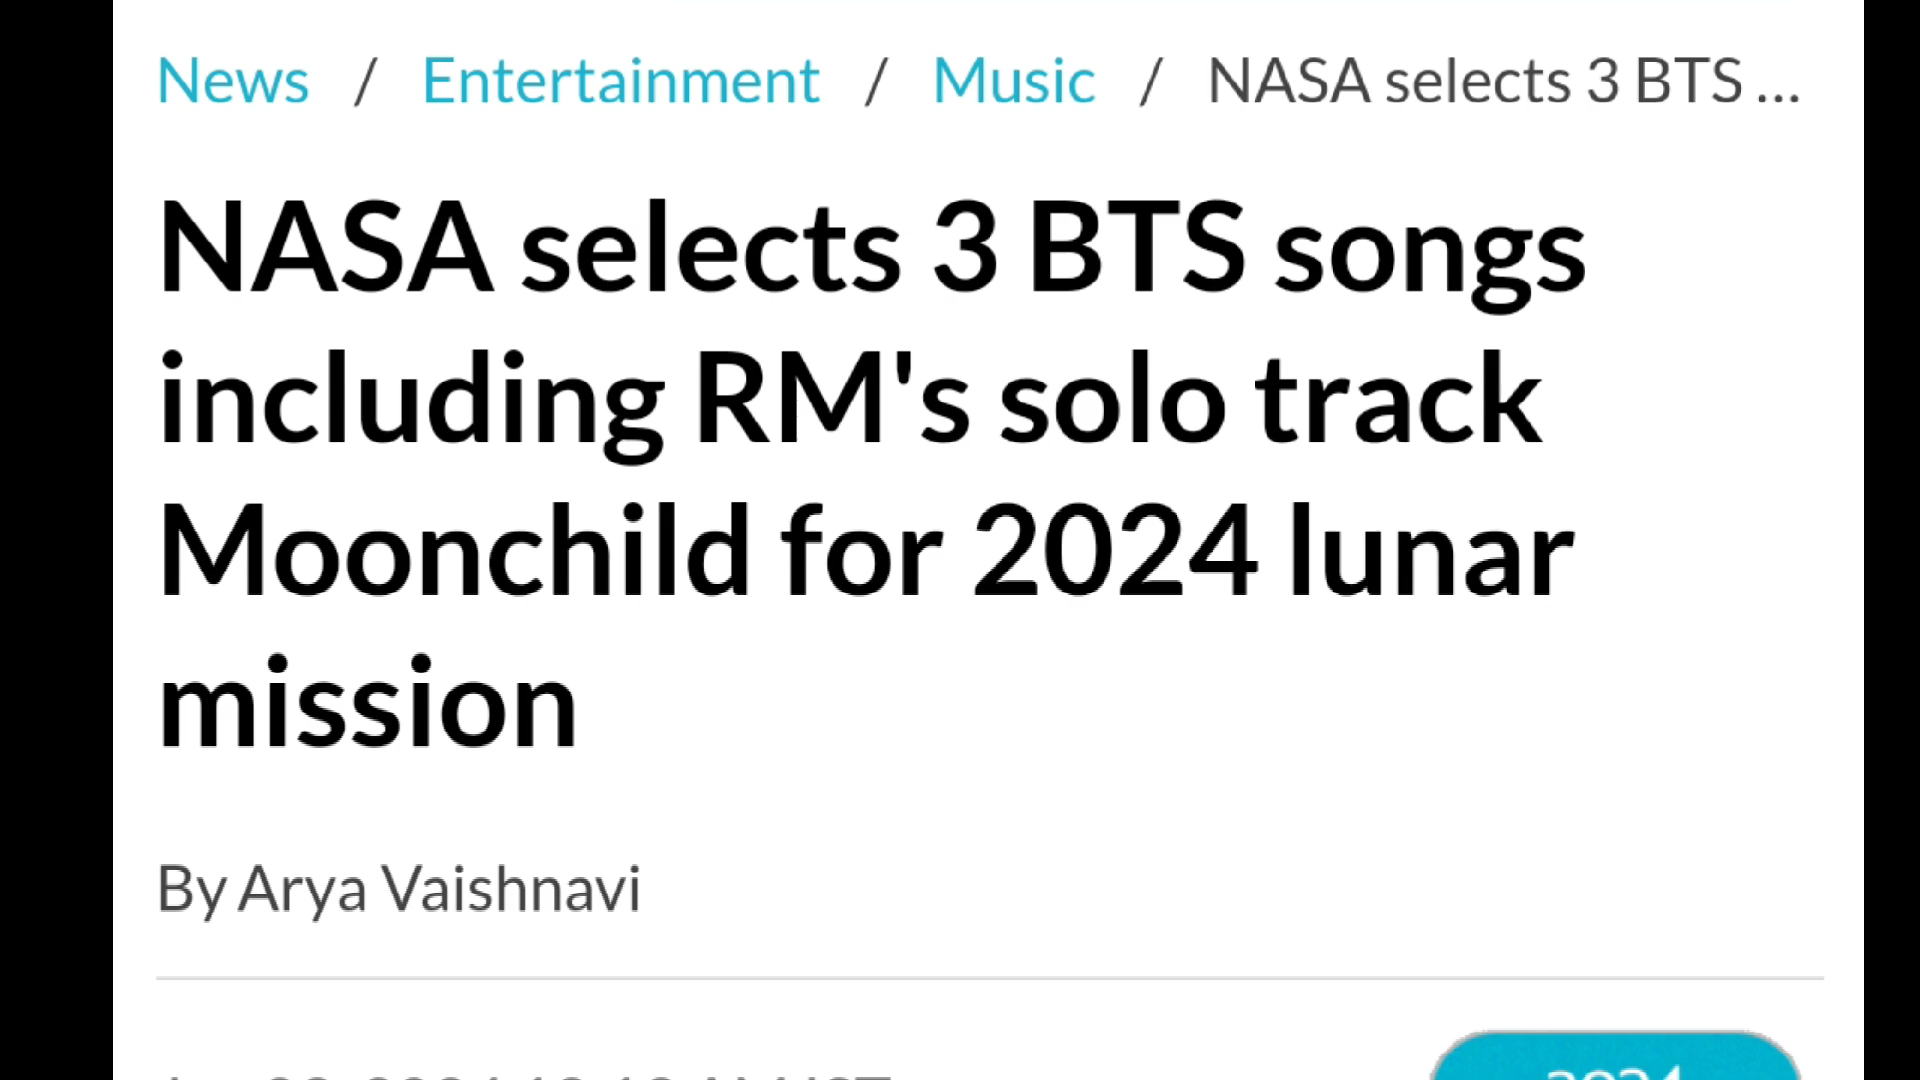 News / Entertainment / Music / NASA selects 3 BTS ...
NASA selects 3 BTS songs
including RM's solo track
Moonchild for 2024 lunar
mission
By Arya Vaishnavi
2024